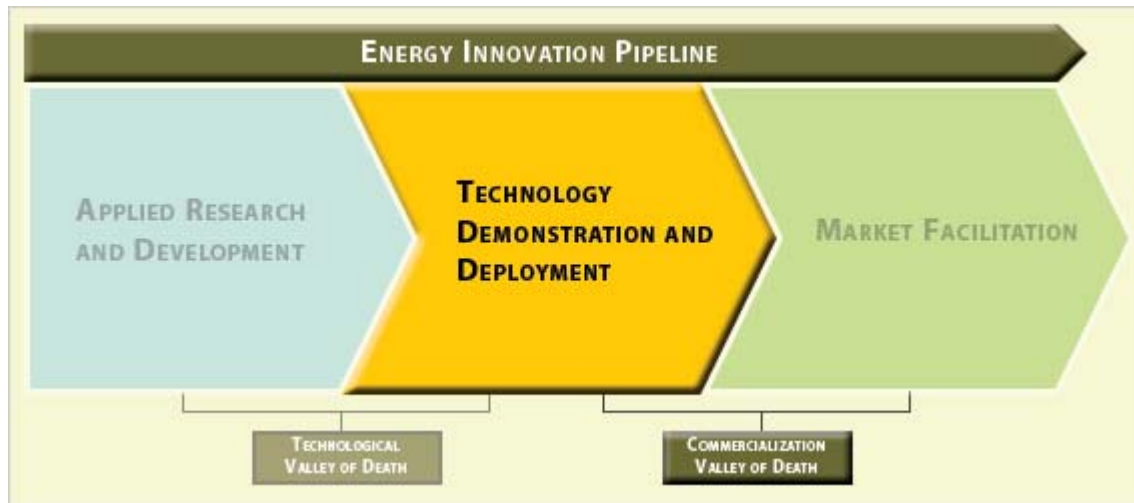 ENERGY INNOVATION PIPELINE
APPLIED RESEARCH
AND DEVELOPMENT
TECHNOLOGY
DEMONSTRATION AND
DEPLOYMENT
MARKET FACILITATION
TECHNOLOGICAL
VALLEY OF DEATH
COMMERCIALIZATION
VALLEY OF DEATH